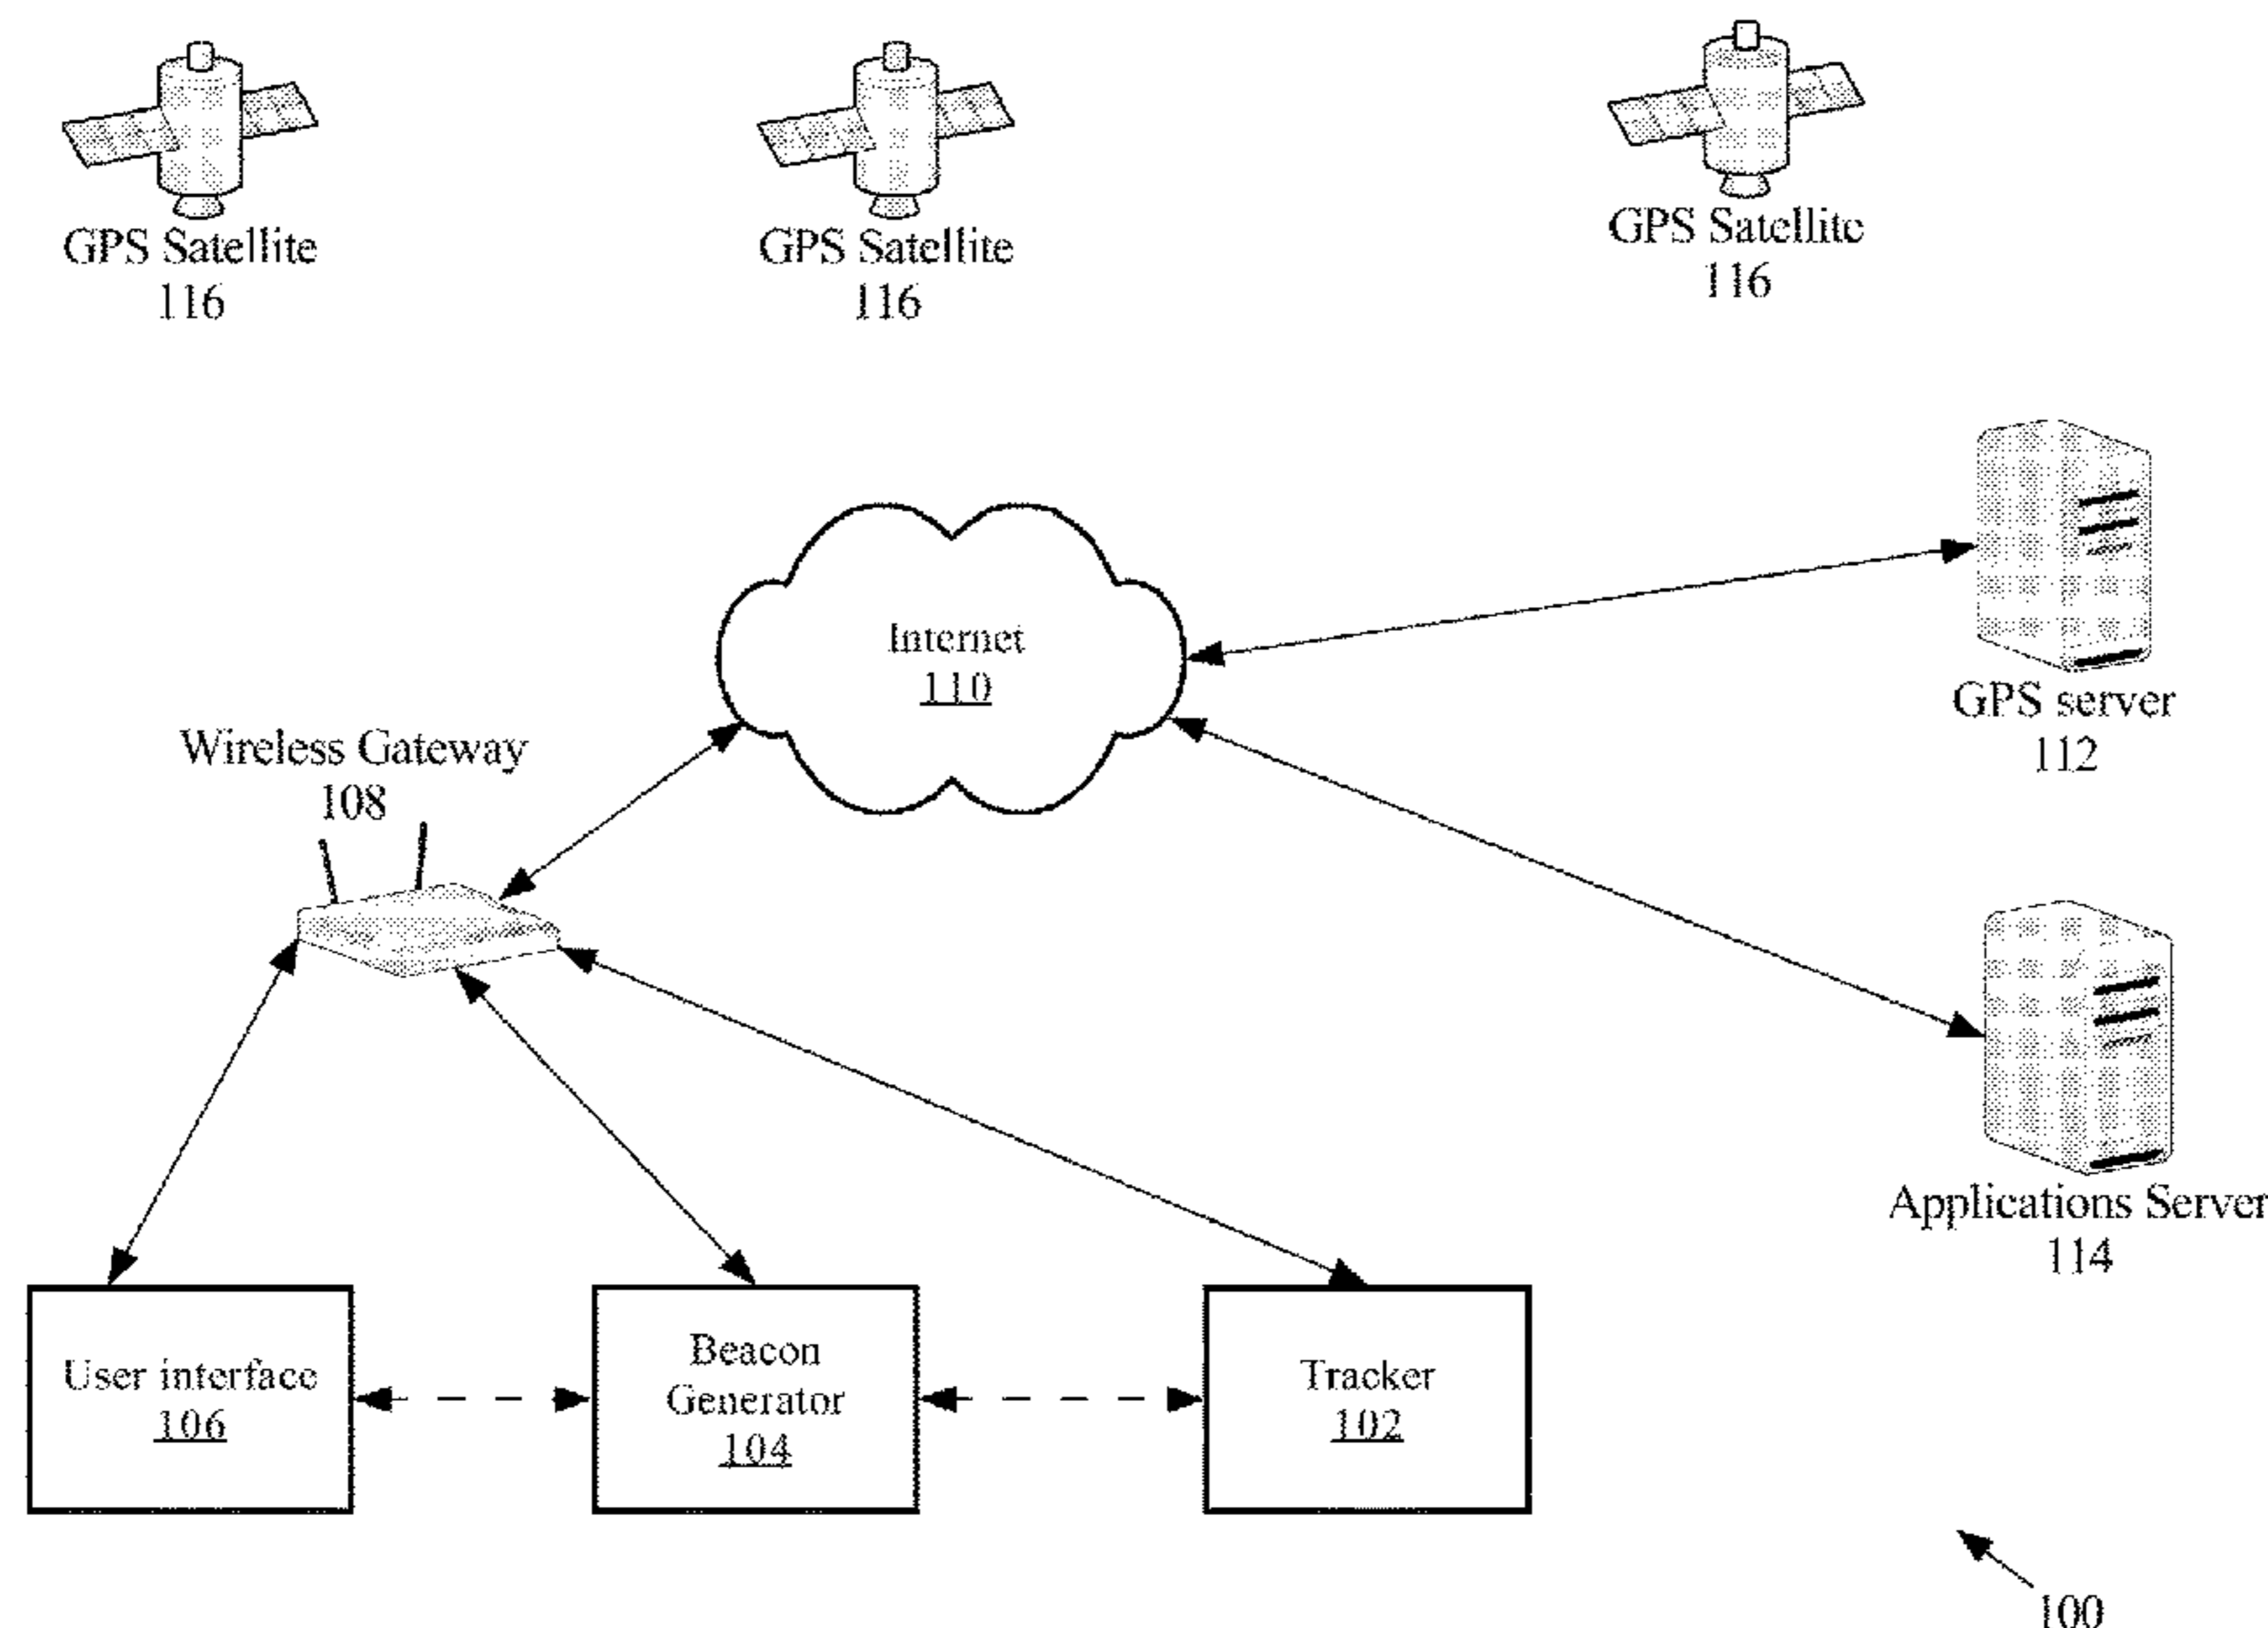 GPS Satellite
116
GPS Satellite
116
GPS Satellite
116
Internet
110
GPS server
112
Wireless Gateway
108
Applications Server
114
User interface
106
Beacon
Generator
104
Tracker
102
100